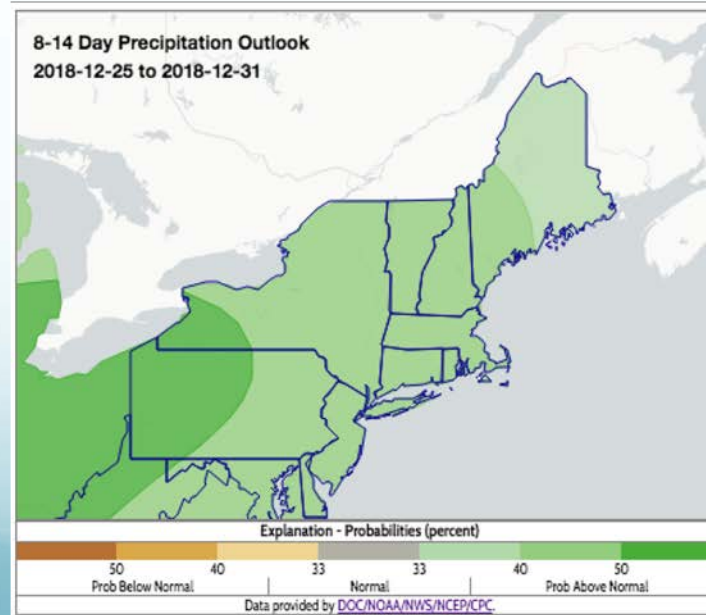 8-14 Day Precipitation Outlook
2018-12-25 to 2018-12-31
Explanation - Probabilities (percent)
50 40 33 33 40 50
Prob Below Normal | Normal | Prob Above Normal
Data provided by DOC/NOAA/NWS/NCEP/CPC.